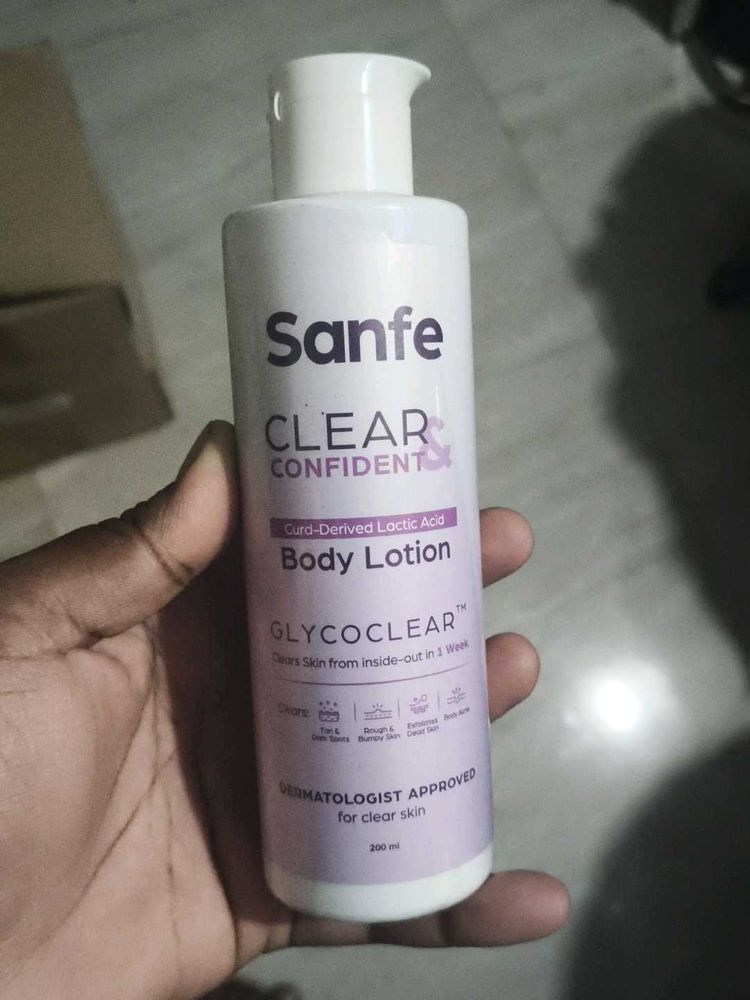 Sanfe
CLEAR &
CONFIDENT
Curd-Derived Lactic Acid
Body Lotion
GLYCOCLEAR™
Clears Skin from inside-out in 1 Week
Clears:
Tan &
Dark Spots
Rough &
Bumpy Skin
Exfoliates
Dead Skin
Body Acne
DERMATOLOGIST APPROVED
for clear skin
200 ml